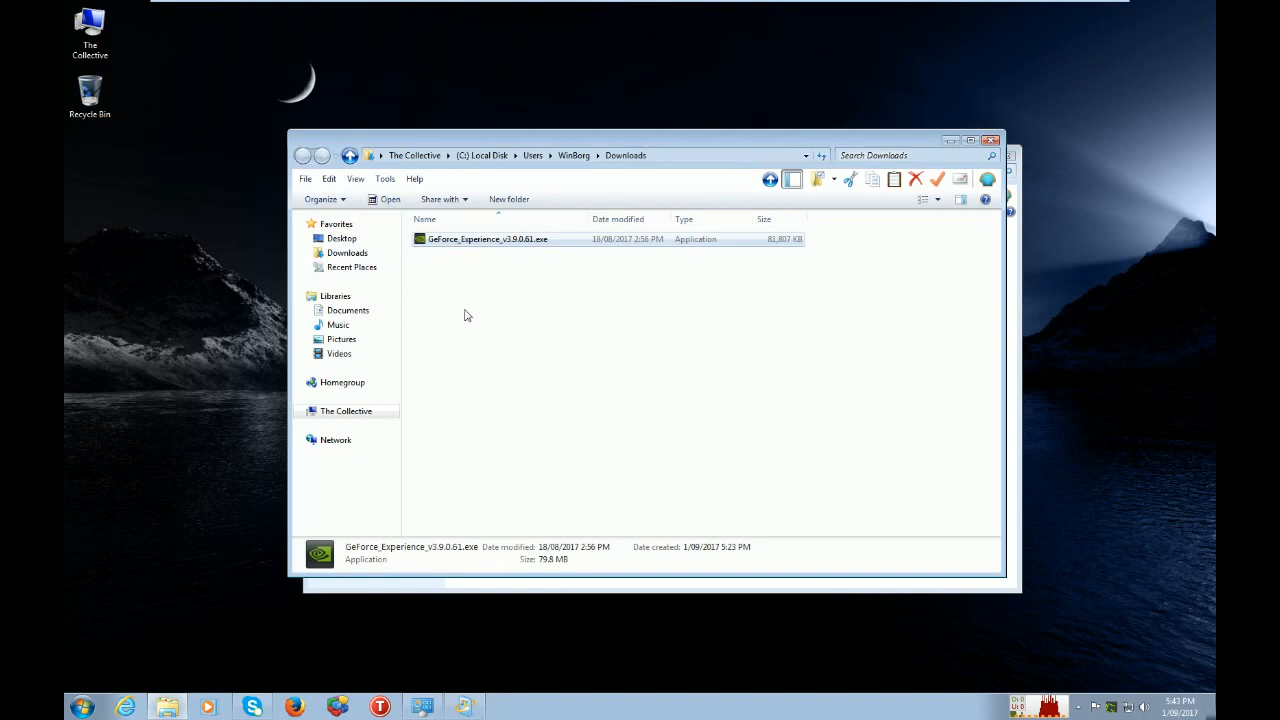 The
Collective
Recycle Bin
The Collective (C:) Local Disk Users WinBorg Downloads
Search Downloads
File Edit View Tools Help
Organize Open Share with New folder
Name Date modified Type Size
GeForce_Experience_v3.9.0.61.exe 18/08/2017 2:56 PM Application 81,807 KB
Favorites
Desktop
Downloads
Recent Places
Libraries
Documents
Music
Pictures
Videos
Homegroup
The Collective
Network
GeForce_Experience_v3.9.0.61.exe Date modified: 18/08/2017 2:56 PM Date created: 1/09/2017 5:23 PM
Application Size: 79.8 MB
D: 0
U: 0
5:43 PM
1/09/2017